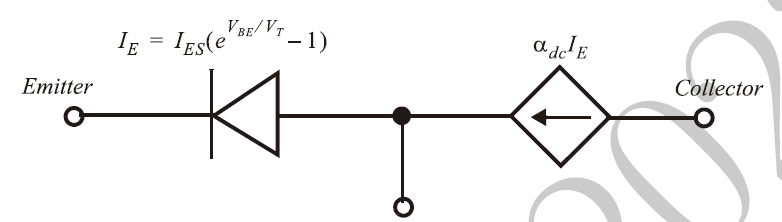 I_E = I_ES(e^{V_BE/V_T} – 1)
α_dc I_E
Emitter
Collector